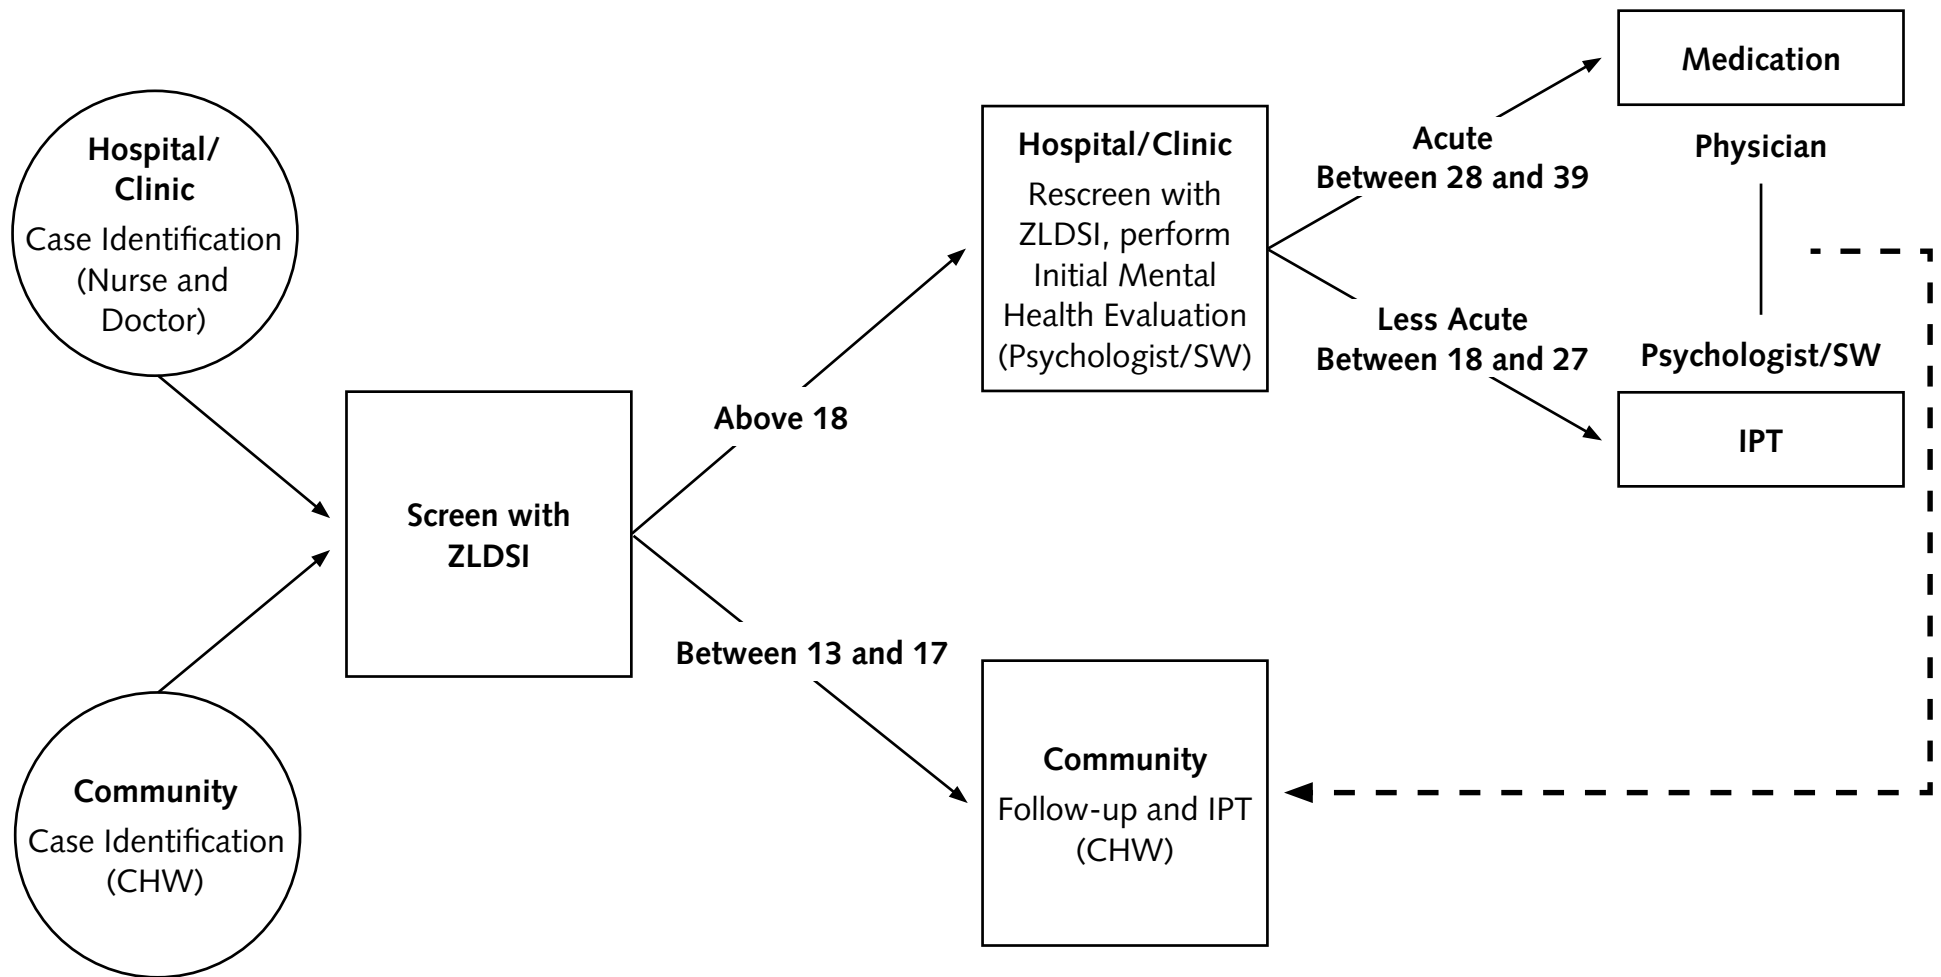 Hospital/
Clinic
Case Identification
(Nurse and
Doctor)
Community
Case Identification
(CHW)
Screen with
ZLDSI
Above 18
Between 13 and 17
Hospital/Clinic
Rescreen with
ZLDSI, perform
Initial Mental
Health Evaluation
(Psychologist/SW)
Community
Follow-up and IPT
(CHW)
Acute
Between 28 and 39
Less Acute
Between 18 and 27
Medication
Physician
Psychologist/SW
IPT